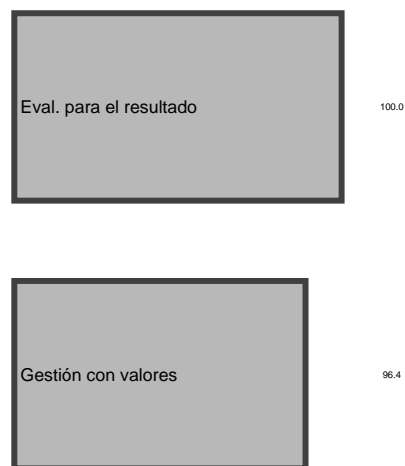 Eval. para el resultado
100.0
Gestión con valores
96.4